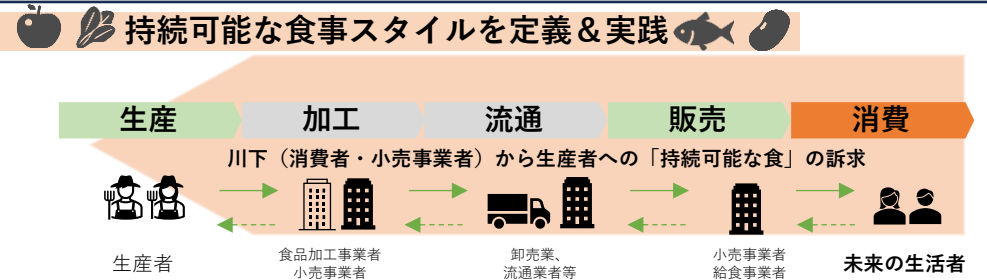 持続可能な食事スタイルを定義＆実践
生産
加工
流通
販売
消費
川下（消費者・小売事業者）から生産者への「持続可能な食」の訴求
生産者
食品加工事業者
小売事業者
卸売業、
流通業者等
小売事業者
給食事業者
未来の生活者